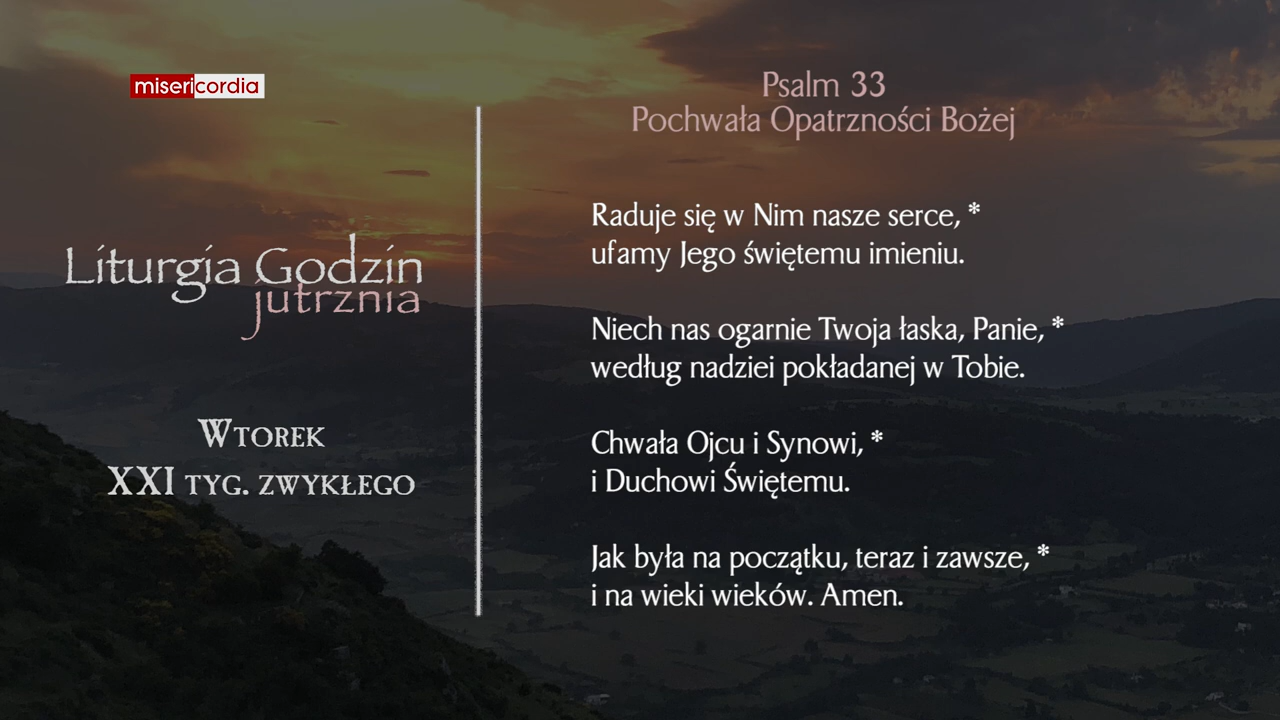 misericordia
Liturgia Godzin
jutrznia
Wtorek
XXI tyg. zwykłego
Psalm 33
Pochwała Opatrzności Bożej
Raduje się w Nim nasze serce, *
ufamy Jego świętemu imieniu.
Niech nas ogarnie Twoja łaska, Panie, *
według nadziei pokładanej w Tobie.
Chwała Ojcu i Synowi, *
i Duchowi Świętemu.
Jak była na początku, teraz i zawsze, *
i na wieki wieków. Amen.